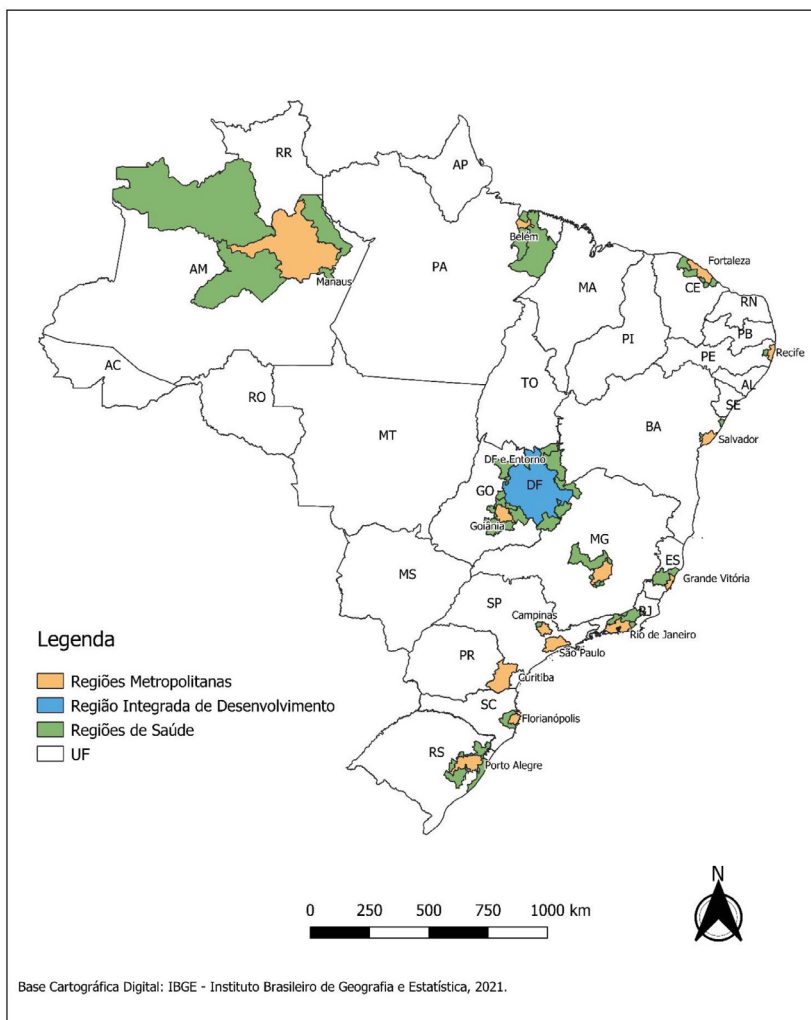 RR
AP
AM
Manaus
PA
Belém
MA
Fortaleza
CE
RN
PB
PI
PE
Recife
AL
SE
AC
RO
TO
BA
Salvador
MT
DF e Entorno
DF
GO
Goiânia
MG
ES
Grande Vitória
MS
SP
Campinas
RJ
Rio de Janeiro
São Paulo
PR
Curitiba
SC
Florianópolis
RS
Porto Alegre
Legenda
Regiões Metropolitanas
Região Integrada de Desenvolvimento
Regiões de Saúde
UF
N
0 250 500 750 1000 km
Base Cartográfica Digital: IBGE - Instituto Brasileiro de Geografia e Estatística, 2021.